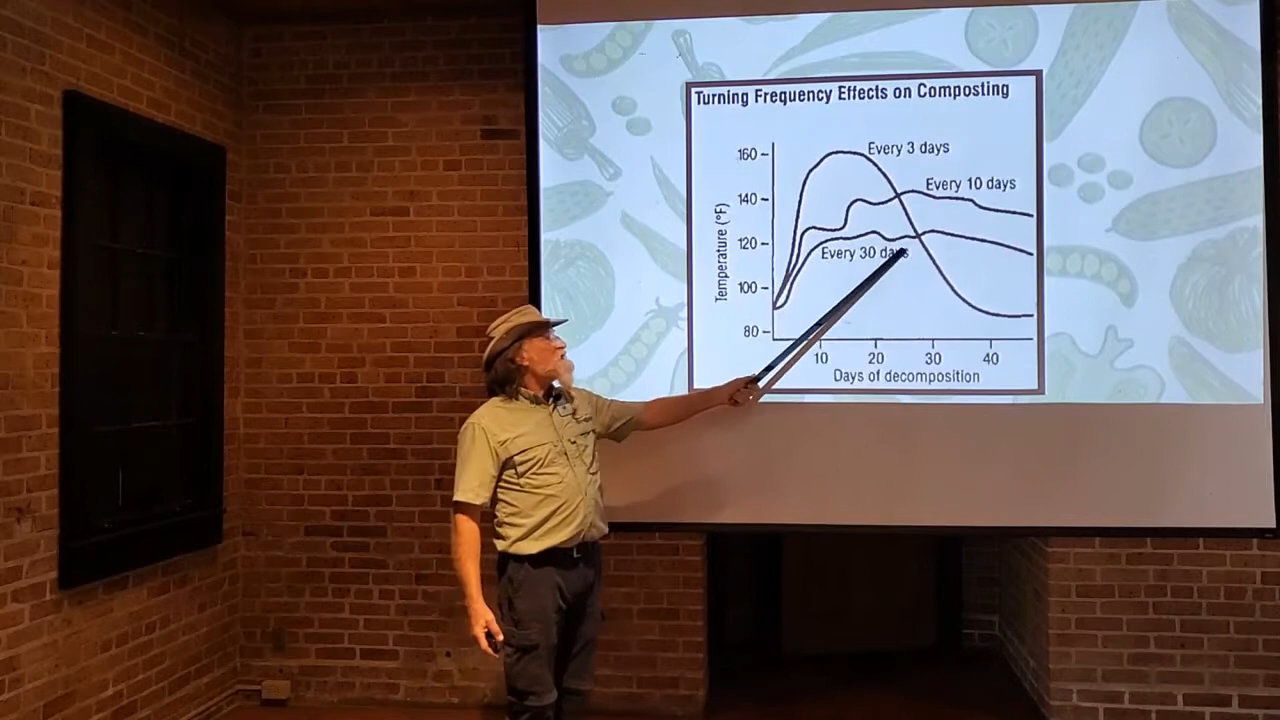 Turning Frequency Effects on Composting
160
Every 3 days
Every 10 days
140
Temperature (°F)
120
Every 30 days
100
80
10 20 30 40
Days of decomposition